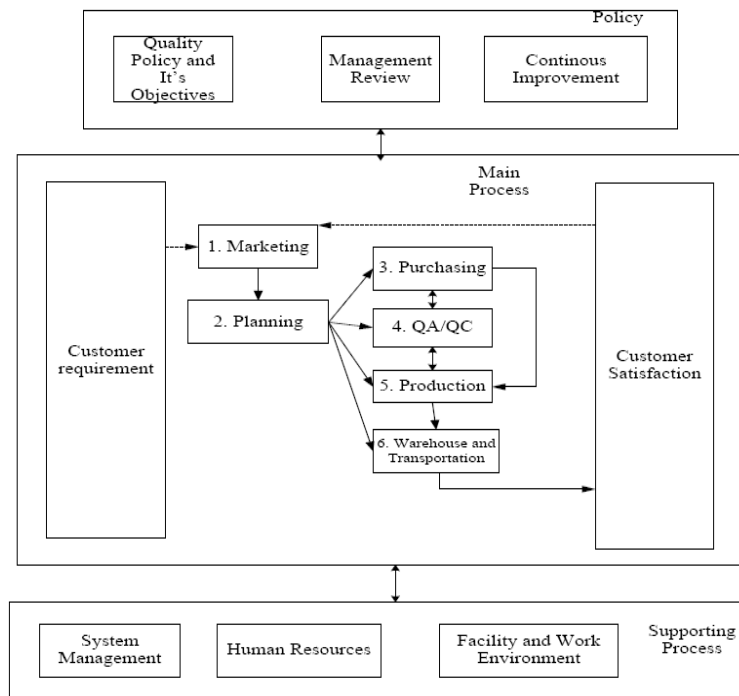 Policy
Quality
Policy and
It's
Objectives
Management
Review
Continous
Improvement
Main
Process
Customer
requirement
1. Marketing
2. Planning
3. Purchasing
4. QA/QC
5. Production
6. Warehouse and
Transportation
Customer
Satisfaction
System
Management
Human Resources
Facility and Work
Environment
Supporting
Process